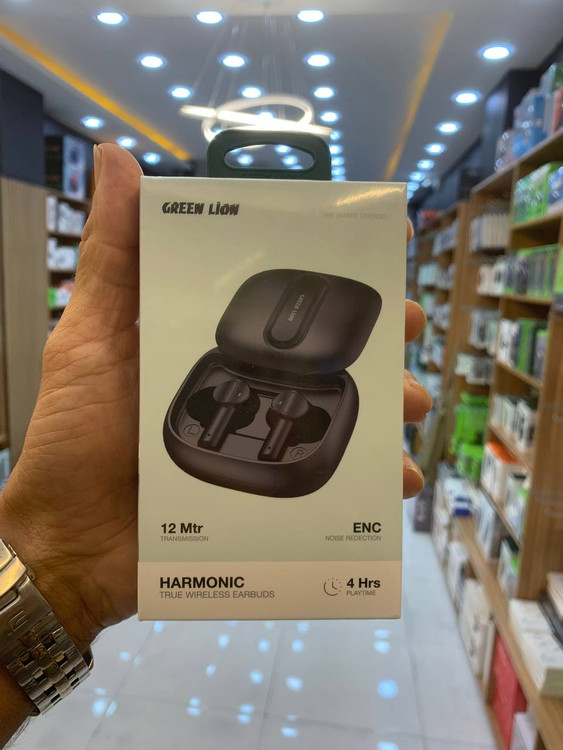 GREEN LION
THE SMART CHOICE
GREEN LION
L
R
12 Mtr
TRANSMISSION
ENC
NOISE REDECTION
HARMONIC
TRUE WIRELESS EARBUDS
4 Hrs
PLAYTIME